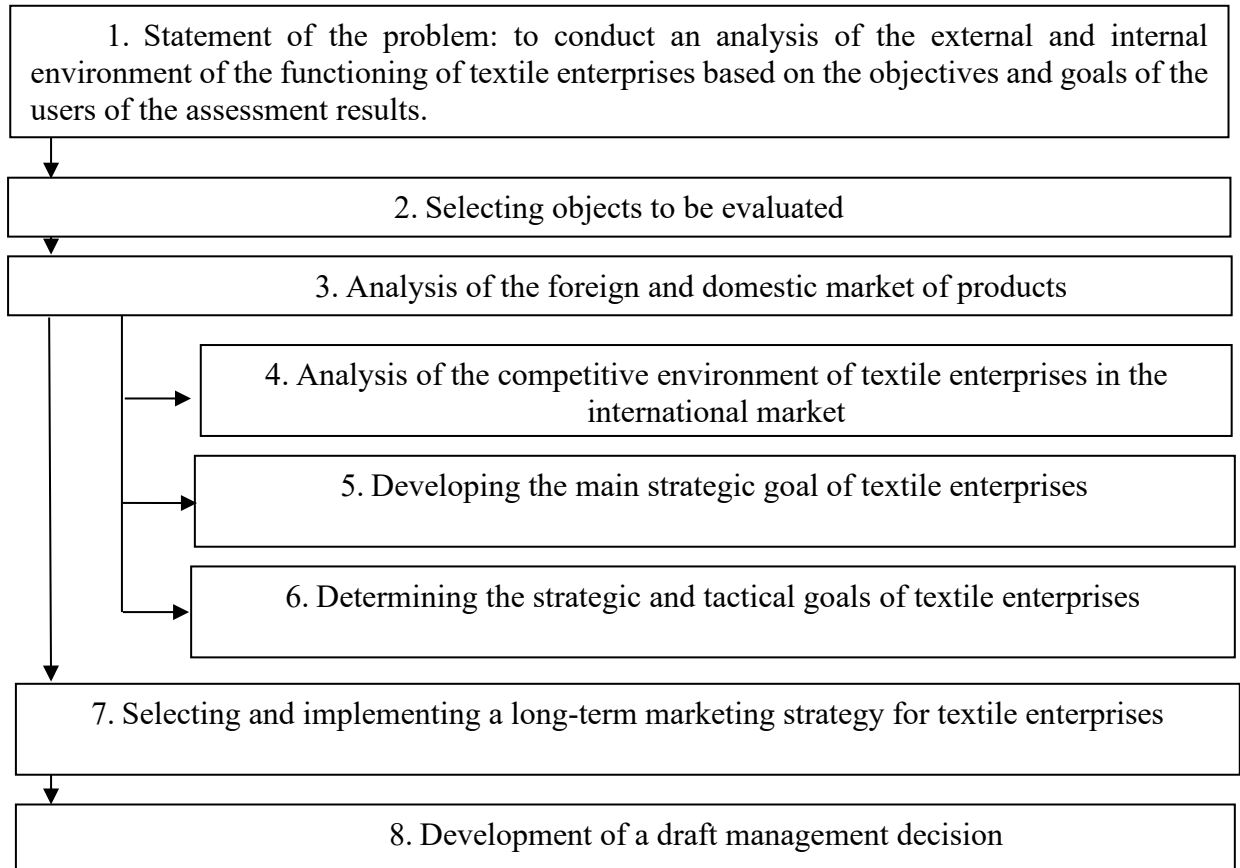 1. Statement of the problem: to conduct an analysis of the external and internal
environment of the functioning of textile enterprises based on the objectives and goals of the
users of the assessment results.
2. Selecting objects to be evaluated
3. Analysis of the foreign and domestic market of products
4. Analysis of the competitive environment of textile enterprises in the
international market
5. Developing the main strategic goal of textile enterprises
6. Determining the strategic and tactical goals of textile enterprises
7. Selecting and implementing a long-term marketing strategy for textile enterprises
8. Development of a draft management decision